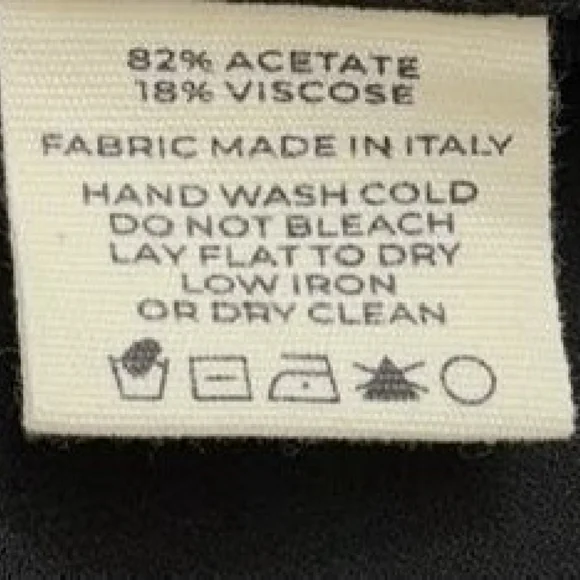 82% ACETATE
18% VISCOSE
FABRIC MADE IN ITALY
HAND WASH COLD
DO NOT BLEACH
LAY FLAT TO DRY
LOW IRON
OR DRY CLEAN